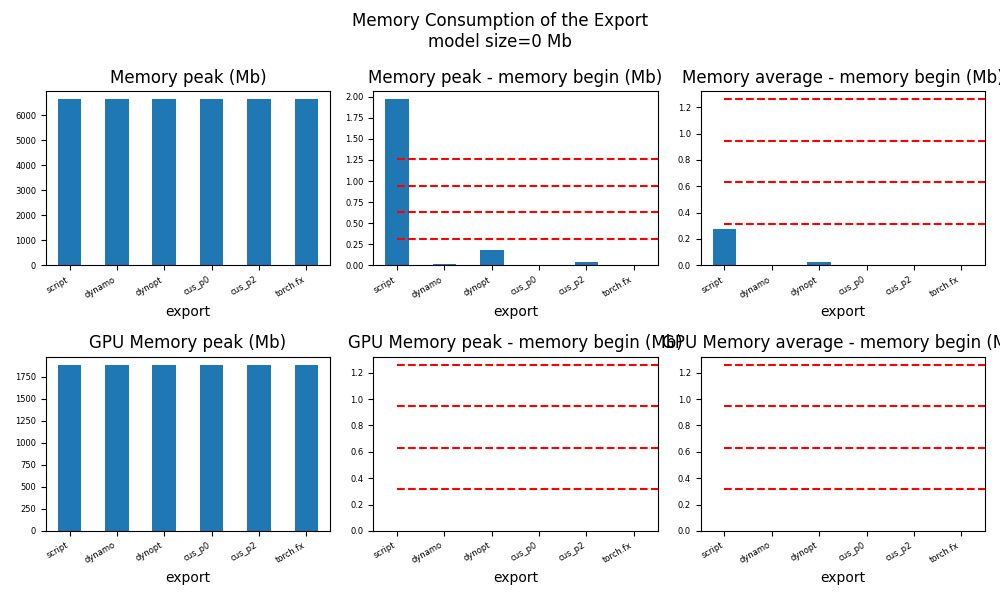 Memory Consumption of the Export
model size=0 Mb
Memory peak (Mb)
6000
5000
4000
3000
2000
1000
0
script
dynamo
dynopt
cus_p0
cus_p2
torch.fx
export
Memory peak - memory begin (Mb)
2.00
1.75
1.50
1.25
1.00
0.75
0.50
0.25
0.00
script
dynamo
dynopt
cus_p0
cus_p2
torch.fx
export
Memory average - memory begin (Mb)
1.2
1.0
0.8
0.6
0.4
0.2
0.0
script
dynamo
dynopt
cus_p0
cus_p2
torch.fx
export
GPU Memory peak (Mb)
1750
1500
1250
1000
750
500
250
0
script
dynamo
dynopt
cus_p0
cus_p2
torch.fx
export
GPU Memory peak - memory begin (Mb)
1.2
1.0
0.8
0.6
0.4
0.2
0.0
script
dynamo
dynopt
cus_p0
cus_p2
torch.fx
export
GPU Memory average - memory begin (M
1.2
1.0
0.8
0.6
0.4
0.2
0.0
script
dynamo
dynopt
cus_p0
cus_p2
torch.fx
export